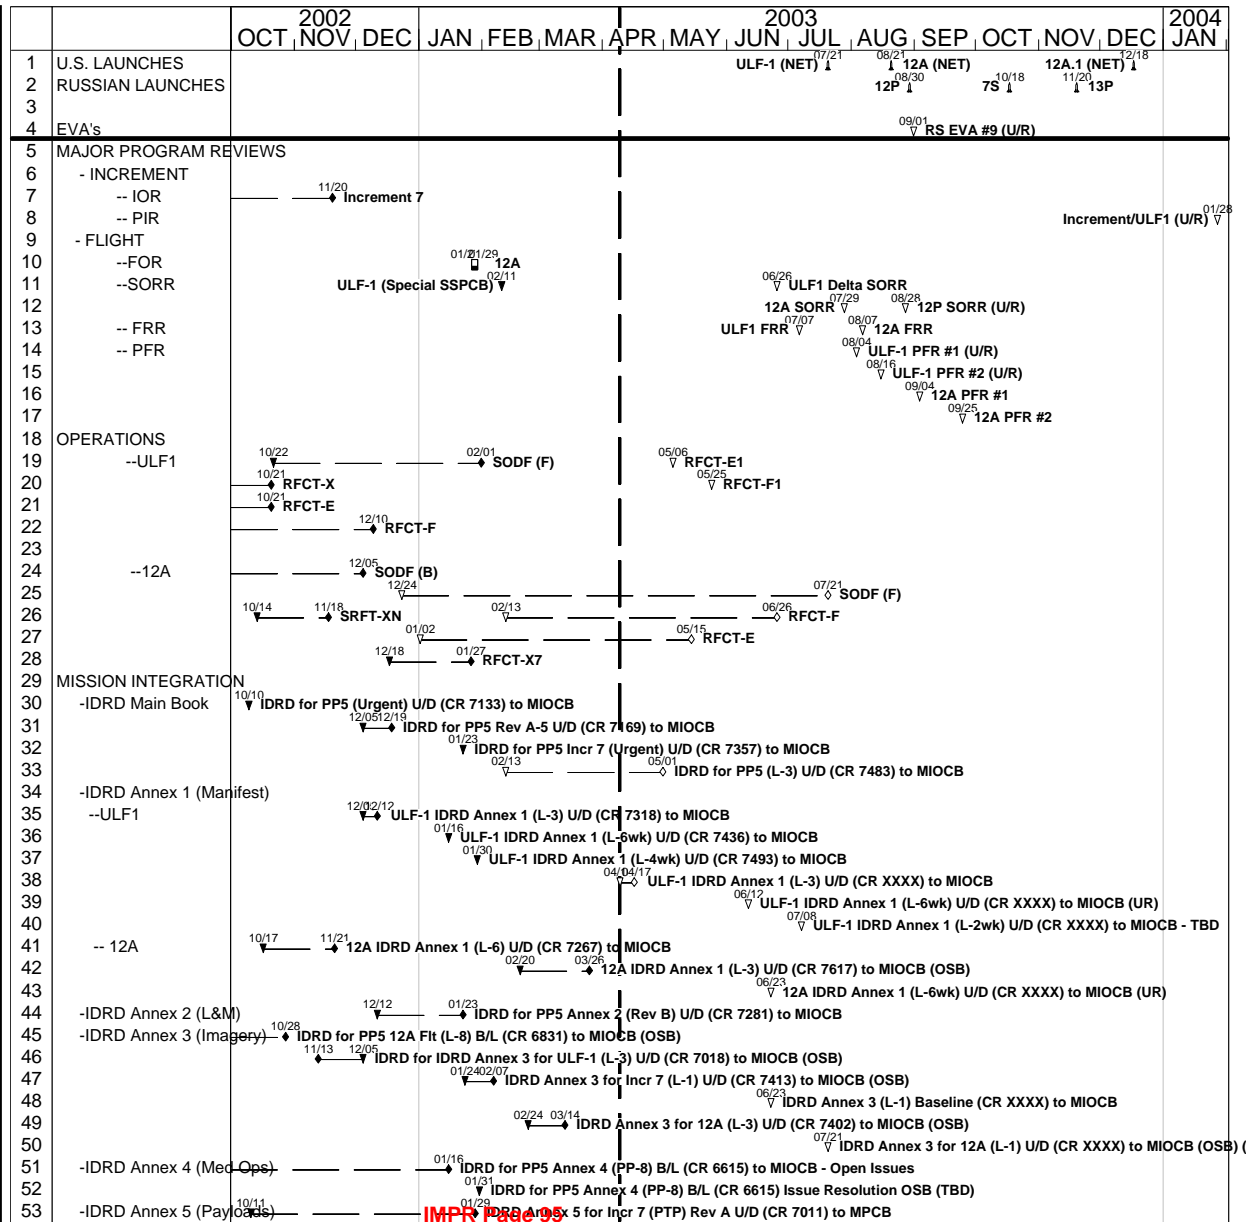 2002 2003 2004
OCT NOV DEC JAN FEB MAR APR MAY JUN JUL AUG SEP OCT NOV DEC JAN
1 U.S. LAUNCHES ULF-1 (NET) 07/21 08/21 12A (NET) 12A.1 (NET) 12/18
2 RUSSIAN LAUNCHES 12P 08/30 7S 10/18 11/20 13P
3
4 EVA's 09/01 RS EVA #9 (U/R)
5 MAJOR PROGRAM REVIEWS
6 - INCREMENT
7 -- IOR 11/20 Increment 7
8 -- PIR Increment/ULF1 (U/R) 01/28
9 - FLIGHT
10 --FOR 01/29 12A
11 --SORR ULF-1 (Special SSPCB) 02/11 06/26 ULF1 Delta SORR
12 12A SORR 07/29 08/28 12P SORR (U/R)
13 -- FRR ULF1 FRR 07/07 08/07 12A FRR
14 -- PFR 08/04 ULF-1 PFR #1 (U/R)
15 08/16 ULF-1 PFR #2 (U/R)
16 09/04 12A PFR #1
17 09/25 12A PFR #2
18 OPERATIONS
19 --ULF1 10/22 02/01 SODF (F) 05/06 RFCT-E1
20 10/21 RFCT-X 05/25 RFCT-F1
21 10/21 RFCT-E
22 12/10 RFCT-F
23
24 --12A 12/05 SODF (B)
25 12/24 07/21 SODF (F)
26 10/14 11/18 SRFT-XN 02/13 06/26 RFCT-F
27 01/02 05/15 RFCT-E
28 12/18 01/27 RFCT-X7
29 MISSION INTEGRATION
30 -IDRD Main Book 10/10 IDRD for PP5 (Urgent) U/D (CR 7133) to MIOCB
31 12/05 12/19 IDRD for PP5 Rev A-5 U/D (CR 7169) to MIOCB
32 01/23 IDRD for PP5 Incr 7 (Urgent) U/D (CR 7357) to MIOCB
33 02/13 05/01 IDRD for PP5 (L-3) U/D (CR 7483) to MIOCB
34 -IDRD Annex 1 (Manifest)
35 --ULF1 12/12 ULF-1 IDRD Annex 1 (L-3) U/D (CR 7318) to MIOCB
36 01/16 ULF-1 IDRD Annex 1 (L-6wk) U/D (CR 7436) to MIOCB
37 01/30 ULF-1 IDRD Annex 1 (L-4wk) U/D (CR 7493) to MIOCB
38 04/17 ULF-1 IDRD Annex 1 (L-3) U/D (CR XXXX) to MIOCB
39 06/12 ULF-1 IDRD Annex 1 (L-6wk) U/D (CR XXXX) to MIOCB (UR)
40 07/08 ULF-1 IDRD Annex 1 (L-2wk) U/D (CR XXXX) to MIOCB - TBD
41 -- 12A 10/17 11/21 12A IDRD Annex 1 (L-6) U/D (CR 7267) to MIOCB
42 02/20 03/26 12A IDRD Annex 1 (L-3) U/D (CR 7617) to MIOCB (OSB)
43 06/23 12A IDRD Annex 1 (L-6wk) U/D (CR XXXX) to MIOCB (UR)
44 -IDRD Annex 2 (L&M) 12/12 01/23 IDRD for PP5 Annex 2 (Rev B) U/D (CR 7281) to MIOCB
45 -IDRD Annex 3 (Imagery) 10/28 IDRD for PP5 12A Flt (L-8) B/L (CR 6831) to MIOCB (OSB)
46 11/13 12/05 IDRD for IDRD Annex 3 for ULF-1 (L-3) U/D (CR 7018) to MIOCB (OSB)
47 01/24 02/07 IDRD Annex 3 for Incr 7 (L-1) U/D (CR 7413) to MIOCB (OSB)
48 06/23 IDRD Annex 3 (L-1) Baseline (CR XXXX) to MIOCB
49 02/24 03/14 IDRD Annex 3 for 12A (L-3) U/D (CR 7402) to MIOCB (OSB)
50 07/21 IDRD Annex 3 for 12A (L-1) U/D (CR XXXX) to MIOCB (OSB) (
51 -IDRD Annex 4 (Med Ops) 01/16 IDRD for PP5 Annex 4 (PP-8) B/L (CR 6615) to MIOCB - Open Issues
52 01/31 IDRD for PP5 Annex 4 (PP-8) B/L (CR 6615) Issue Resolution OSB (TBD)
53 -IDRD Annex 5 (Payloads) 10/11 01/29 IDRD Annex 5 for Incr 7 (PTP) Rev A U/D (CR 7011) to MPCB
IMPR Page 95